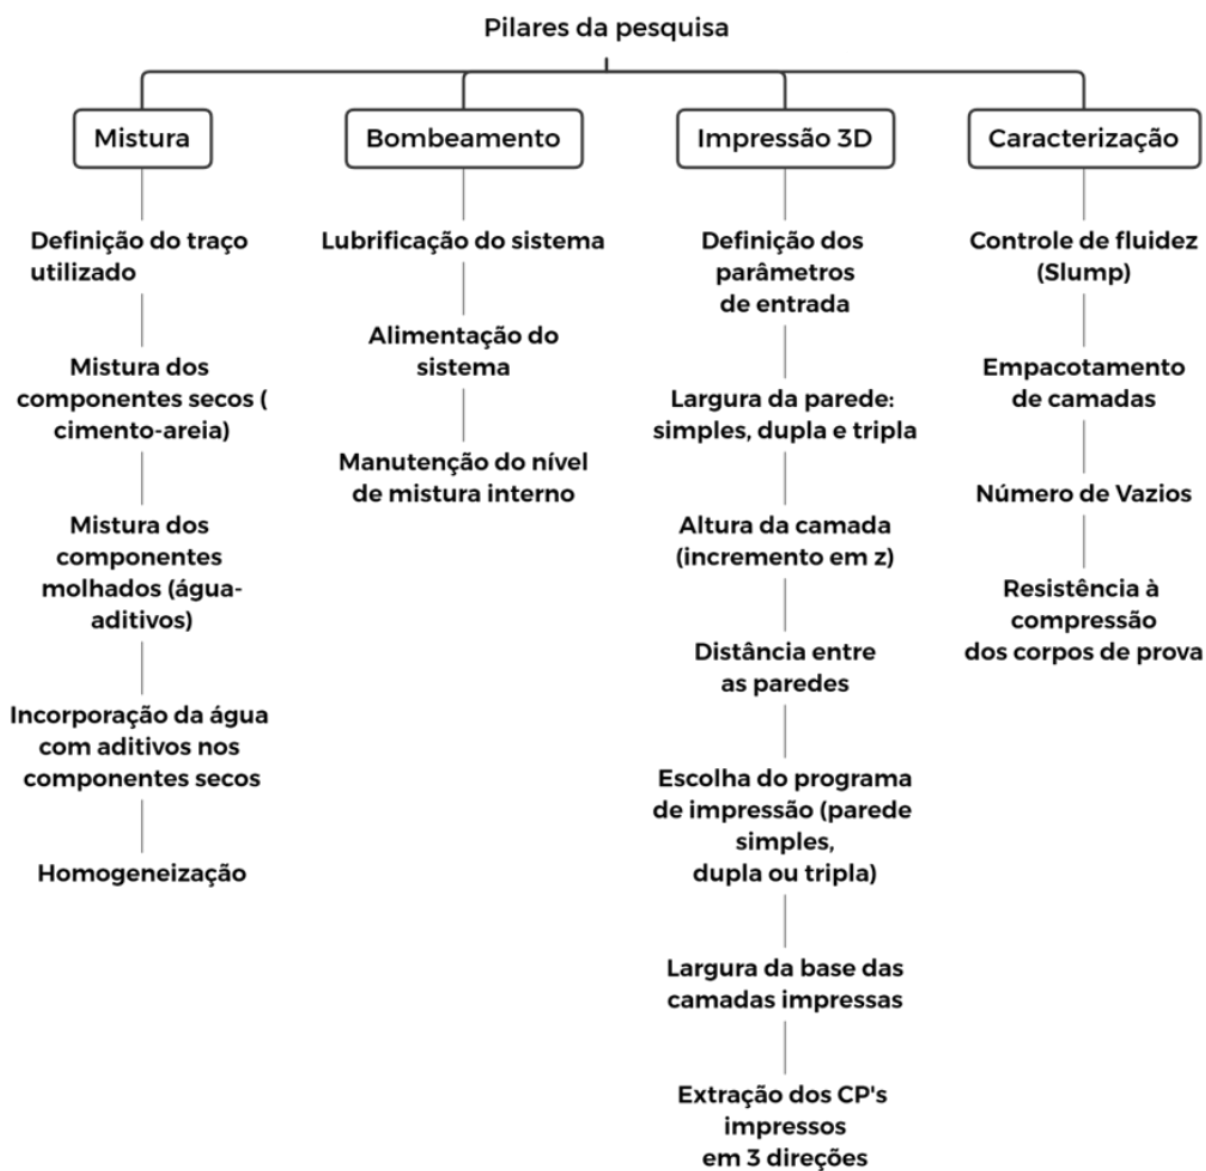 Pilares da pesquisa
Mistura
Definição do traço
utilizado
Mistura dos
componentes secos (
cimento-areia)
Mistura dos
componentes
molhados (água-
aditivos)
Incorporação da água
com aditivos nos
componentes secos
Homogeneização
Bombeamento
Lubrificação do sistema
Alimentação do
sistema
Manutenção do nível
de mistura interno
Impressão 3D
Definição dos
parâmetros
de entrada
Largura da parede:
simples, dupla e tripla
Altura da camada
(incremento em z)
Distância entre
as paredes
Escolha do programa
de impressão (parede
simples,
dupla ou tripla)
Largura da base das
camadas impressas
Extração dos CP's
impressos
em 3 direções
Caracterização
Controle de fluidez
(Slump)
Empacotamento
de camadas
Número de Vazios
Resistência à
compressão
dos corpos de prova